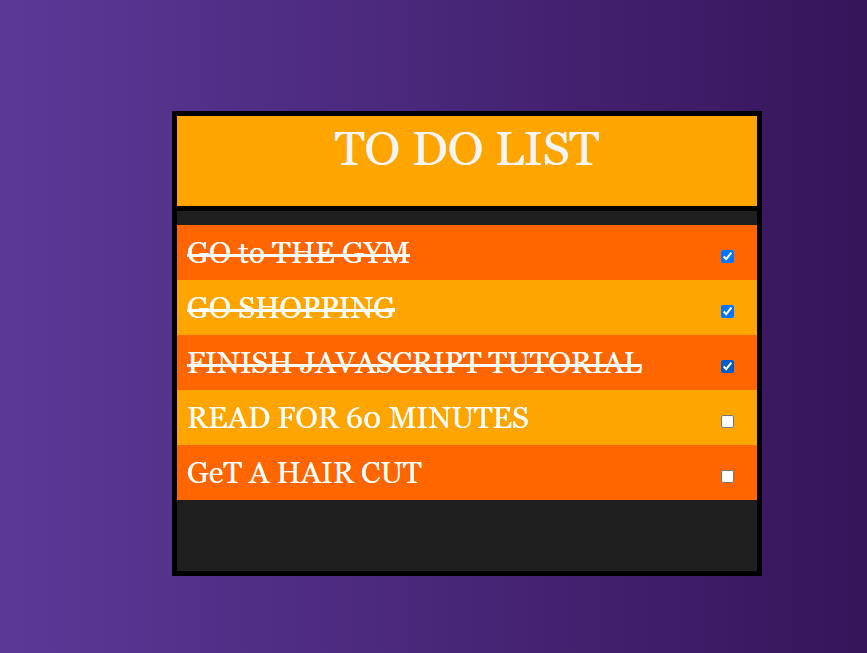 TO DO LIST
GO to THE GYM
GO SHOPPING
FINISH JAVASCRIPT TUTORIAL
READ FOR 60 MINUTES
GeT A HAIR CUT